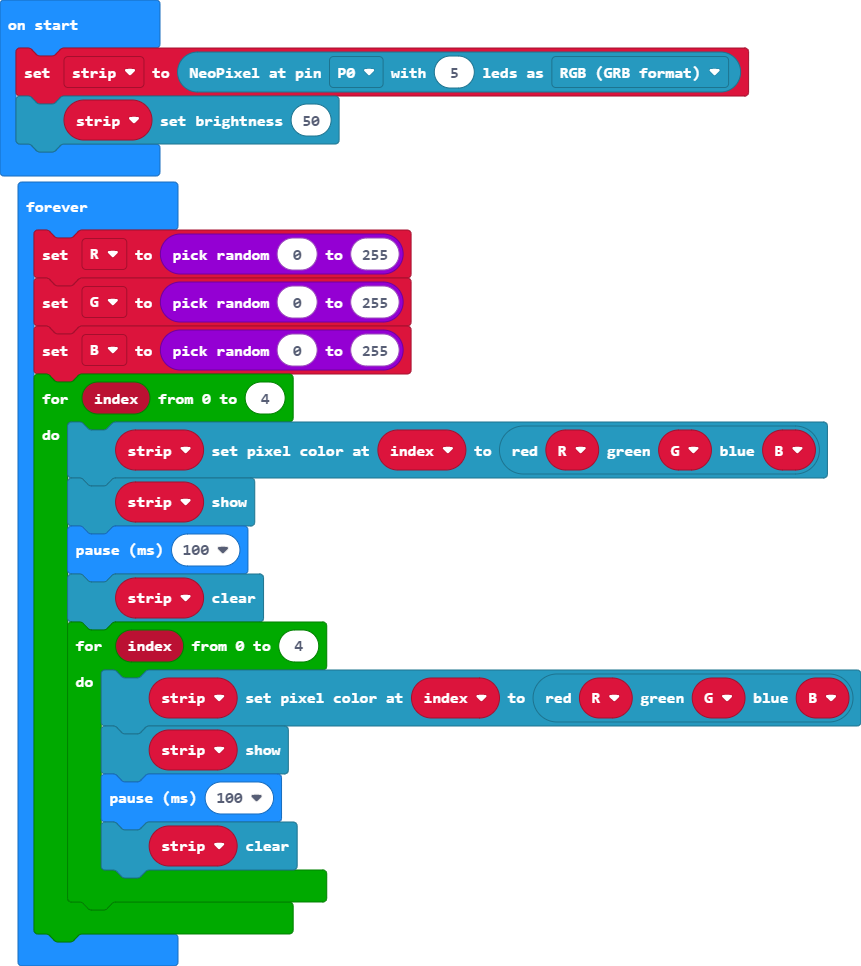 on start
set strip to NeoPixel at pin P0 with 5 leds as RGB (GRB format)
strip set brightness 50
forever
set R to pick random 0 to 255
set G to pick random 0 to 255
set B to pick random 0 to 255
for index from 0 to 4
do
strip set pixel color at index to red R green G blue B
strip show
pause (ms) 100
strip clear
for index from 0 to 4
do
strip set pixel color at index to red R green G blue B
strip show
pause (ms) 100
strip clear